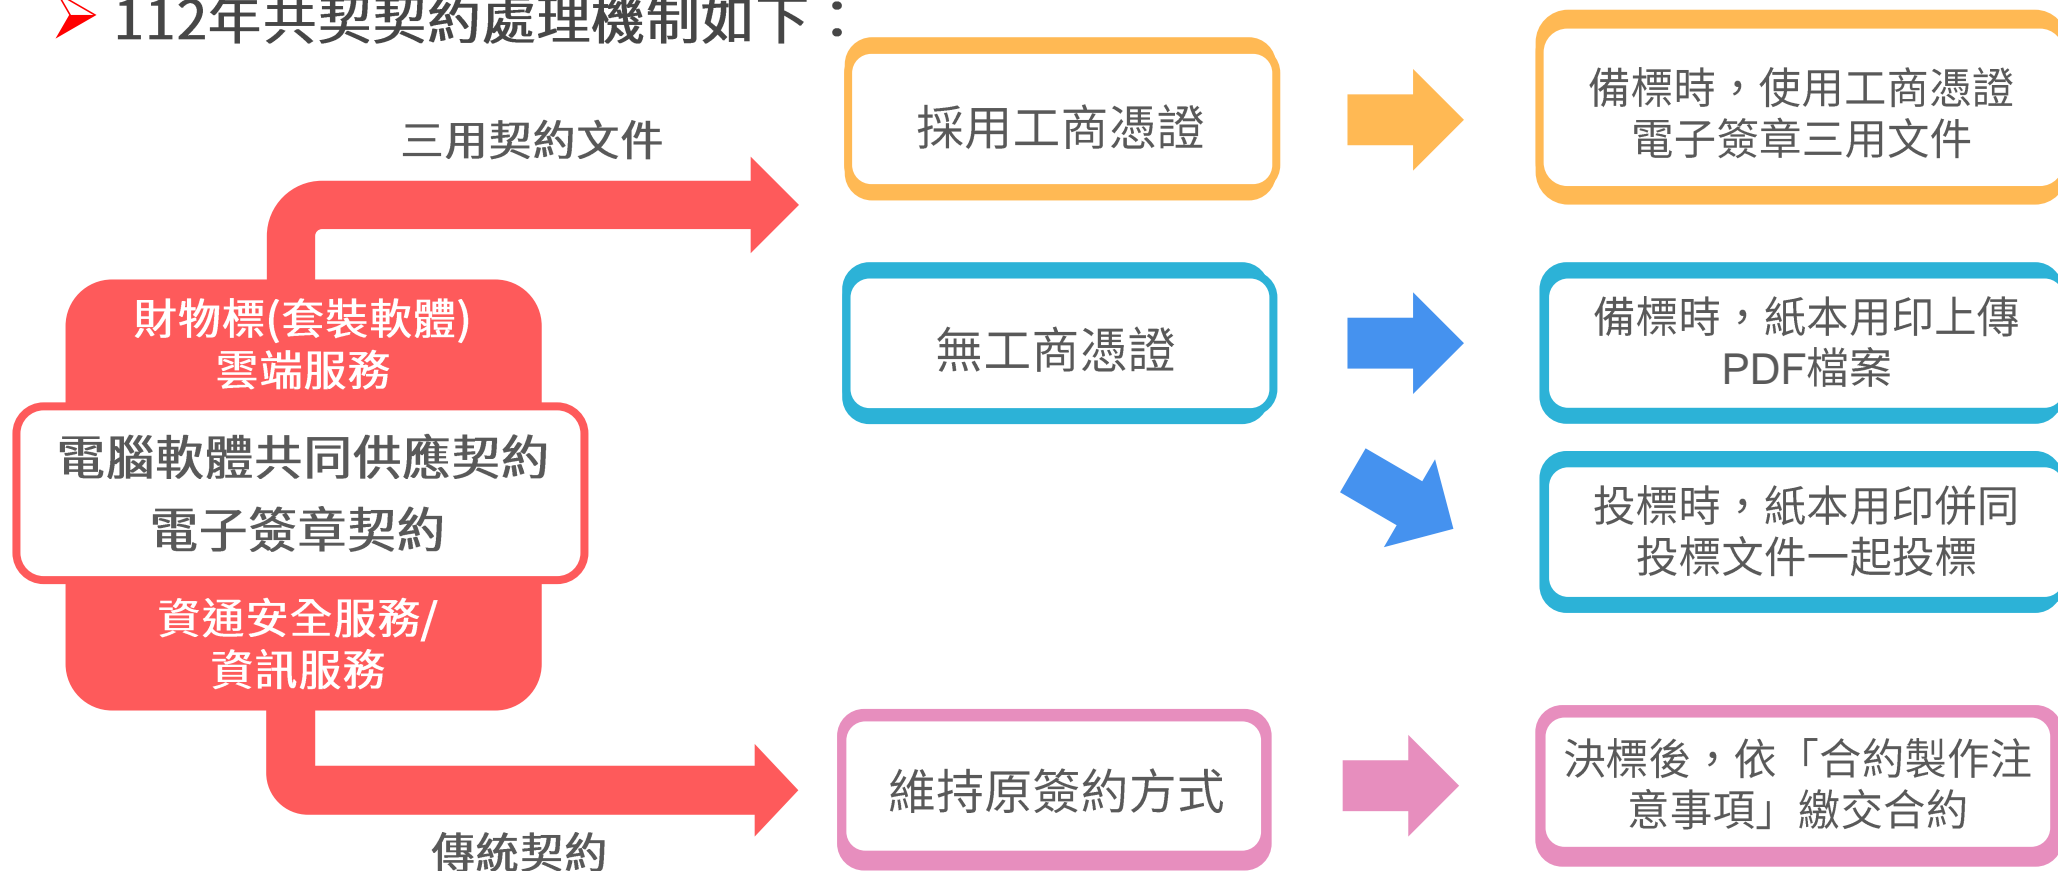 112年共契契約處理機制如下：
三用契約文件
採用工商憑證
備標時，使用工商憑證
電子簽章三用文件
財物標(套裝軟體)
雲端服務
無工商憑證
備標時，紙本用印上傳
PDF檔案
電腦軟體共同供應契約
電子簽章契約
投標時，紙本用印併同
投標文件一起投標
資通安全服務/
資訊服務
維持原簽約方式
決標後，依「合約製作注
意事項」繳交合約
傳統契約